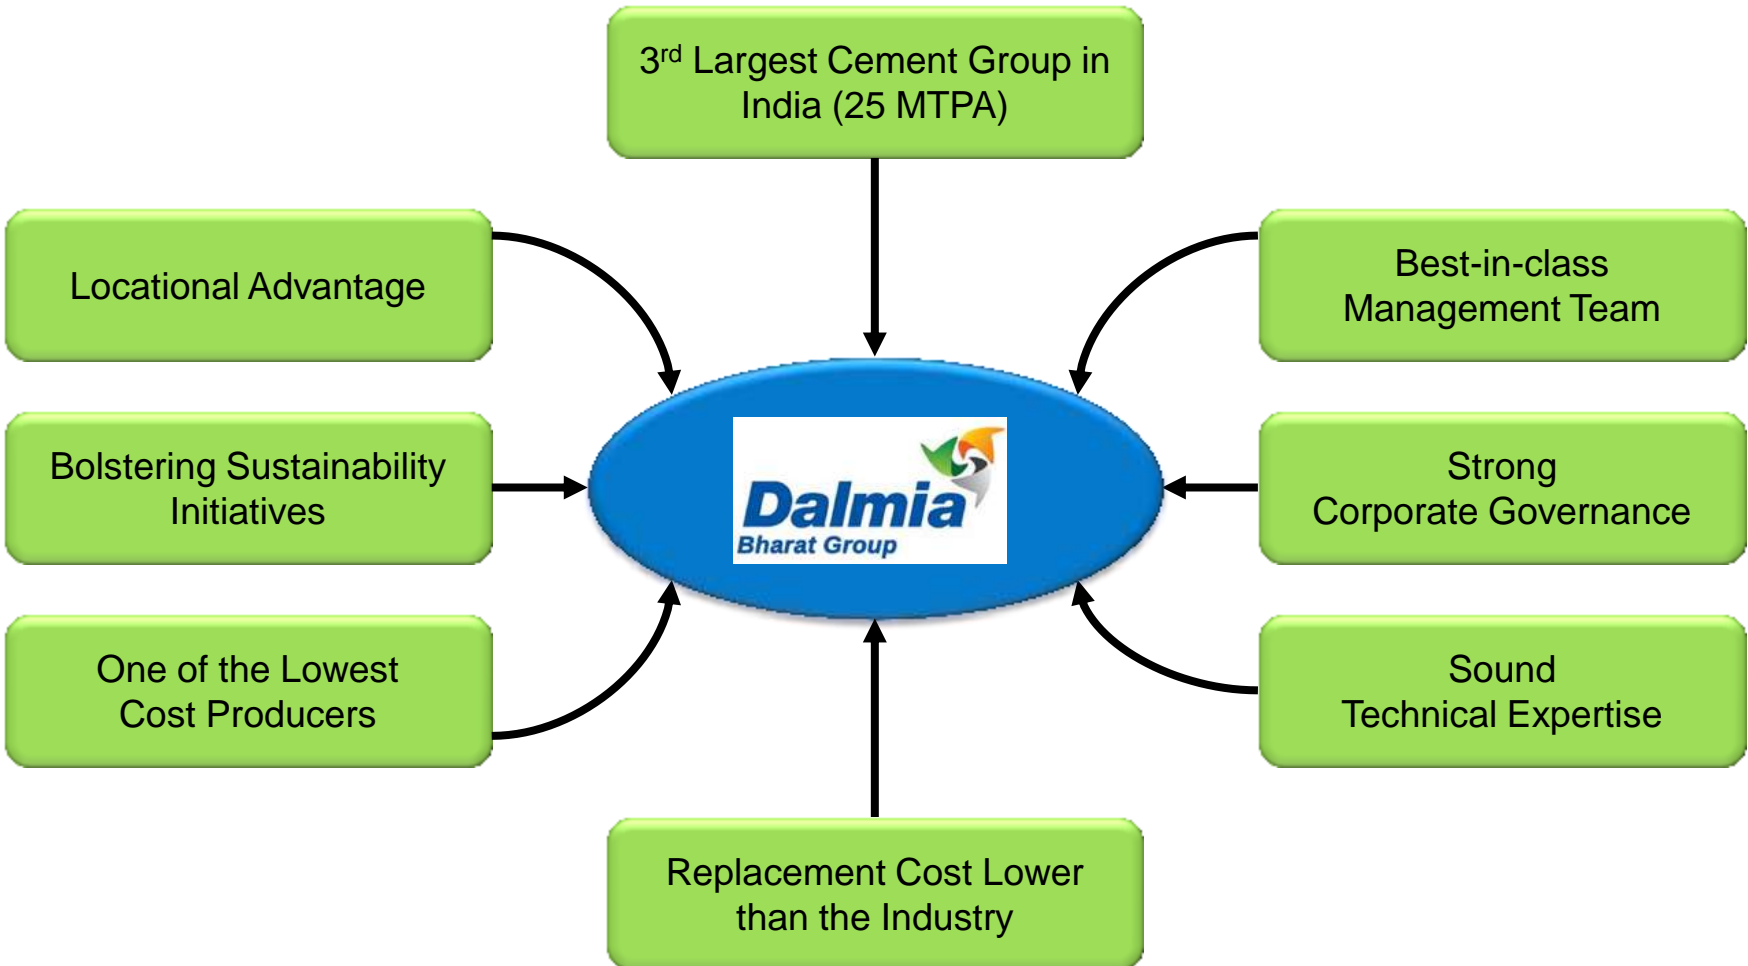 3rd Largest Cement Group in
India (25 MTPA)
Locational Advantage
Best-in-class
Management Team
Bolstering Sustainability
Initiatives
Dalmia
Bharat Group
Strong
Corporate Governance
One of the Lowest
Cost Producers
Sound
Technical Expertise
Replacement Cost Lower
than the Industry